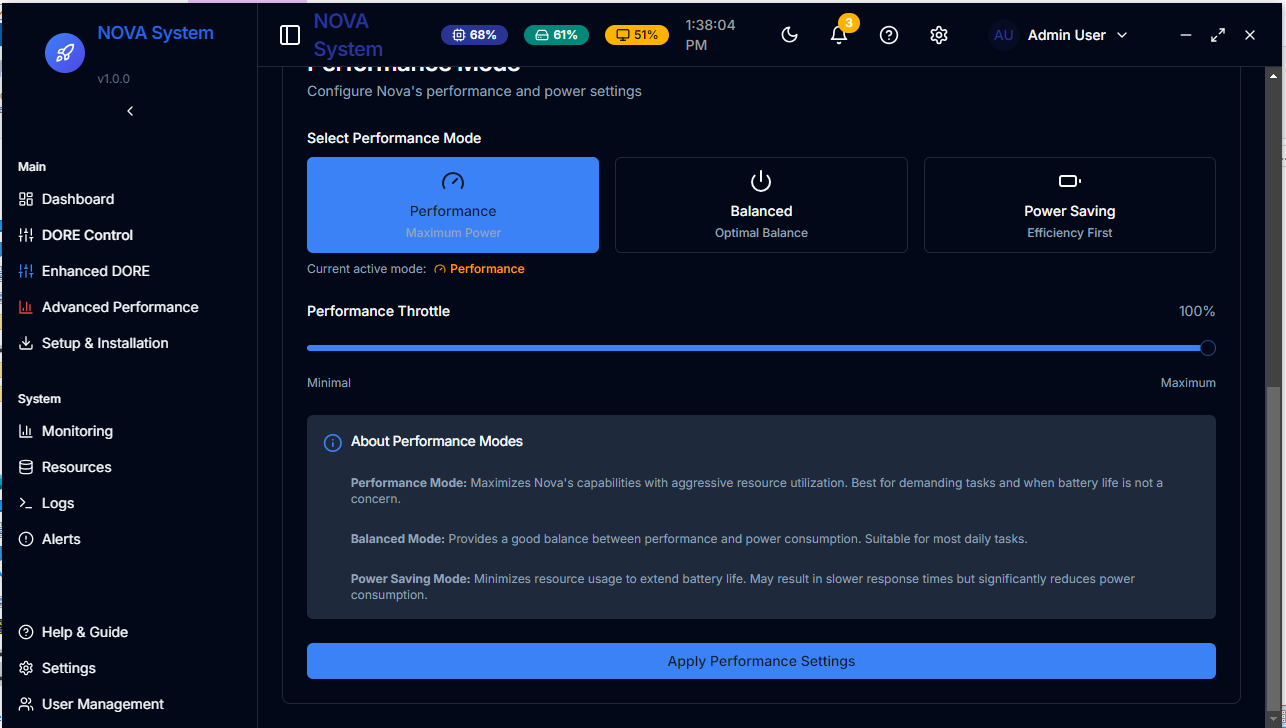 NOVA System
v1.0.0
NOVA
System
68%
61%
51%
1:38:04
PM
3
AU
Admin User
Main
Dashboard
DORE Control
Enhanced DORE
Advanced Performance
Setup & Installation
System
Monitoring
Resources
Logs
Alerts
Help & Guide
Settings
User Management
Performance Mode
Configure Nova's performance and power settings
Select Performance Mode
Performance
Maximum Power
Balanced
Optimal Balance
Power Saving
Efficiency First
Current active mode: Performance
Performance Throttle
100%
Minimal
Maximum
About Performance Modes
Performance Mode: Maximizes Nova's capabilities with aggressive resource utilization. Best for demanding tasks and when battery life is not a
concern.
Balanced Mode: Provides a good balance between performance and power consumption. Suitable for most daily tasks.
Power Saving Mode: Minimizes resource usage to extend battery life. May result in slower response times but significantly reduces power
consumption.
Apply Performance Settings